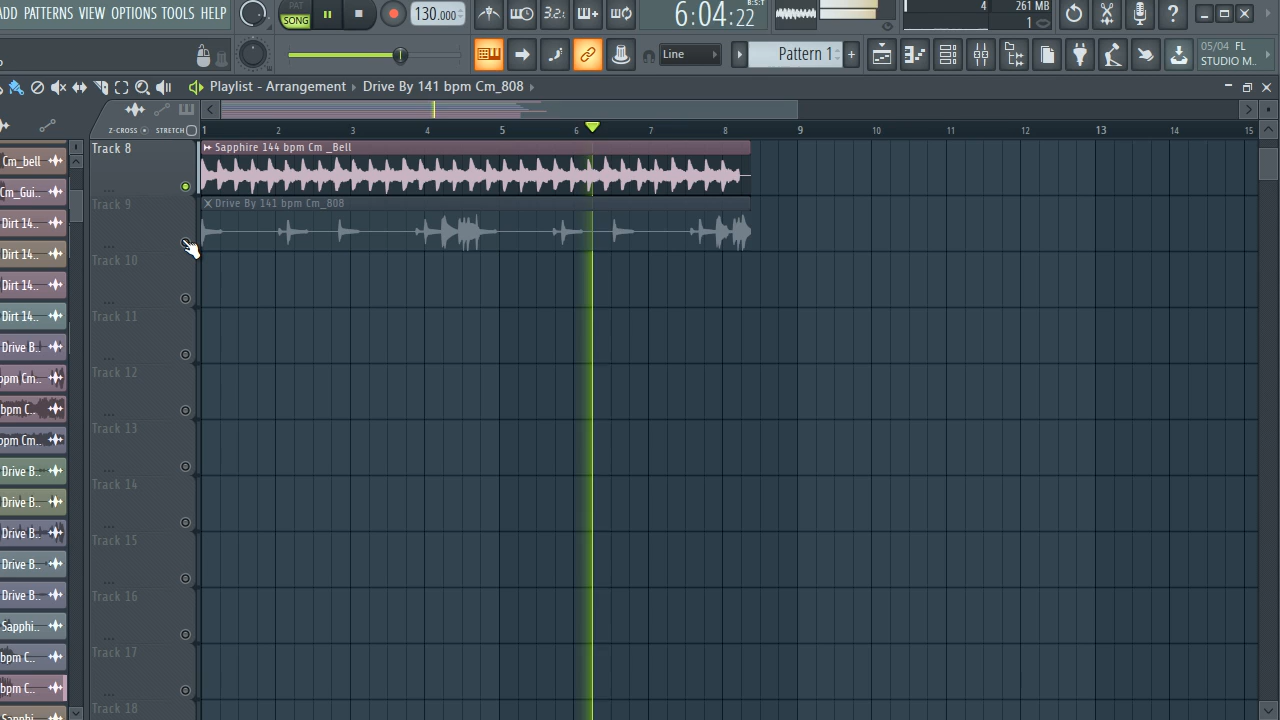 ADD PATTERNS VIEW OPTIONS TOOLS HELP
PAT
SONG
130.000
3.2
6:04:22
B:S:T
4
261 MB
1
Line
Pattern 1
05/04 FL
STUDIO M..
Playlist - Arrangement Drive By 141 bpm Cm_808
Z-CROSS STRETCH
1 2 3 4 5 6 7 8 9 10 11 12 13 14 15
Track 8
Sapphire 144 bpm Cm _Bell
Track 9
Drive By 141 bpm Cm_808
Track 10
Track 11
Track 12
Track 13
Track 14
Track 15
Track 16
Track 17
Track 18
Cm_bell
Cm_Gui..
Dirt 14..
Dirt 14..
Dirt 14..
Dirt 14..
Drive B..
bpm Cm..
bpm C..
bpm Cm..
Drive B..
Drive B..
Drive B..
Drive B..
Drive B..
Sapphi..
bpm C..
bpm C..
Sapphi..